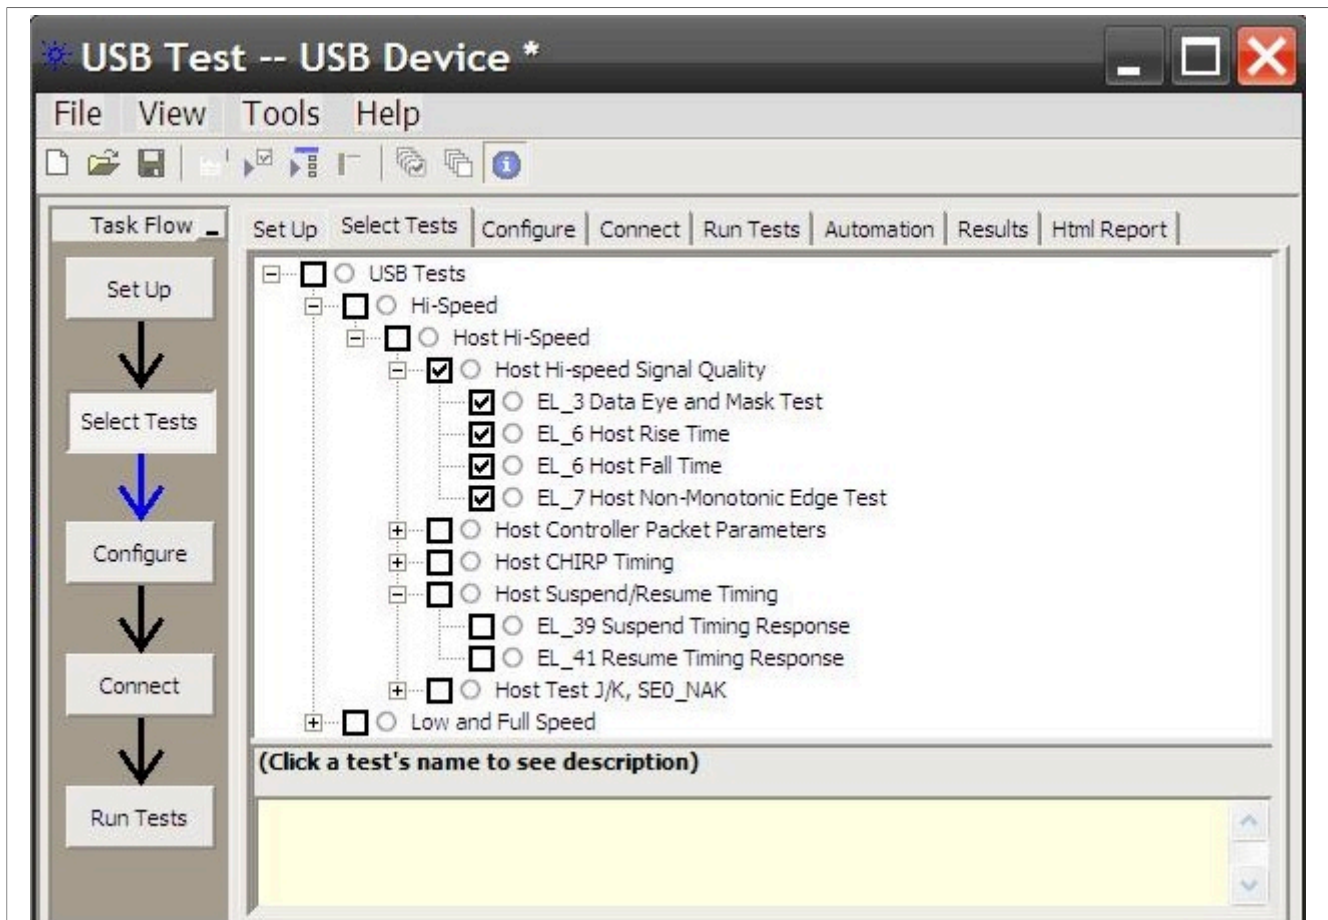 USB Test -- USB Device *
File View Tools Help
Task Flow
Set Up Select Tests Configure Connect Run Tests Automation Results Html Report
USB Tests
Hi-Speed
Host Hi-Speed
Host Hi-speed Signal Quality
EL_3 Data Eye and Mask Test
EL_6 Host Rise Time
EL_6 Host Fall Time
EL_7 Host Non-Monotonic Edge Test
Host Controller Packet Parameters
Host CHIRP Timing
Host Suspend/Resume Timing
EL_39 Suspend Timing Response
EL_41 Resume Timing Response
Host Test J/K, SE0_NAK
Low and Full Speed
(Click a test's name to see description)
Set Up
Select Tests
Configure
Connect
Run Tests